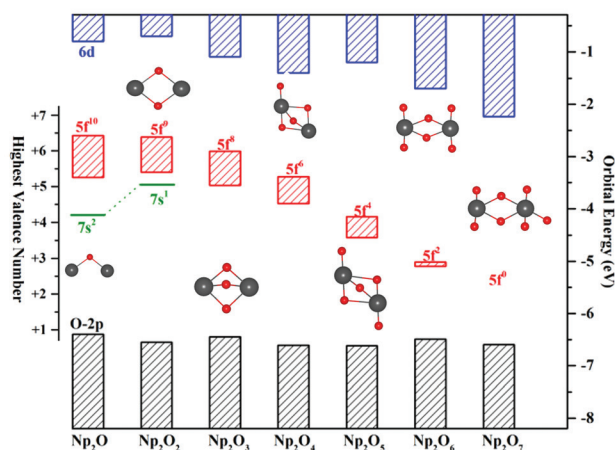 6d
+7
+6
+5
+4
+3
+2
+1
Highest Valence Number
5f¹⁰
5f⁹
5f⁸
5f⁶
5f⁴
5f²
5f⁰
7s²
7s¹
O-2p
-1
-2
-3
-4
-5
-6
-7
-8
Orbital Energy (eV)
Np₂O
Np₂O₂
Np₂O₃
Np₂O₄
Np₂O₅
Np₂O₆
Np₂O₇